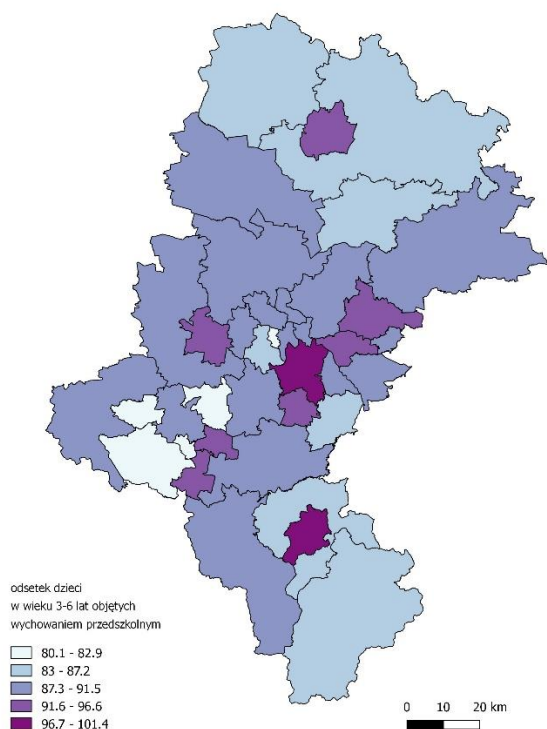 odsetek dzieci
w wieku 3-6 lat objętych
wychowaniem przedszkolnym
80.1 - 82.9
83 - 87.2
87.3 - 91.5
91.6 - 96.6
96.7 - 101.4
0 10 20 km